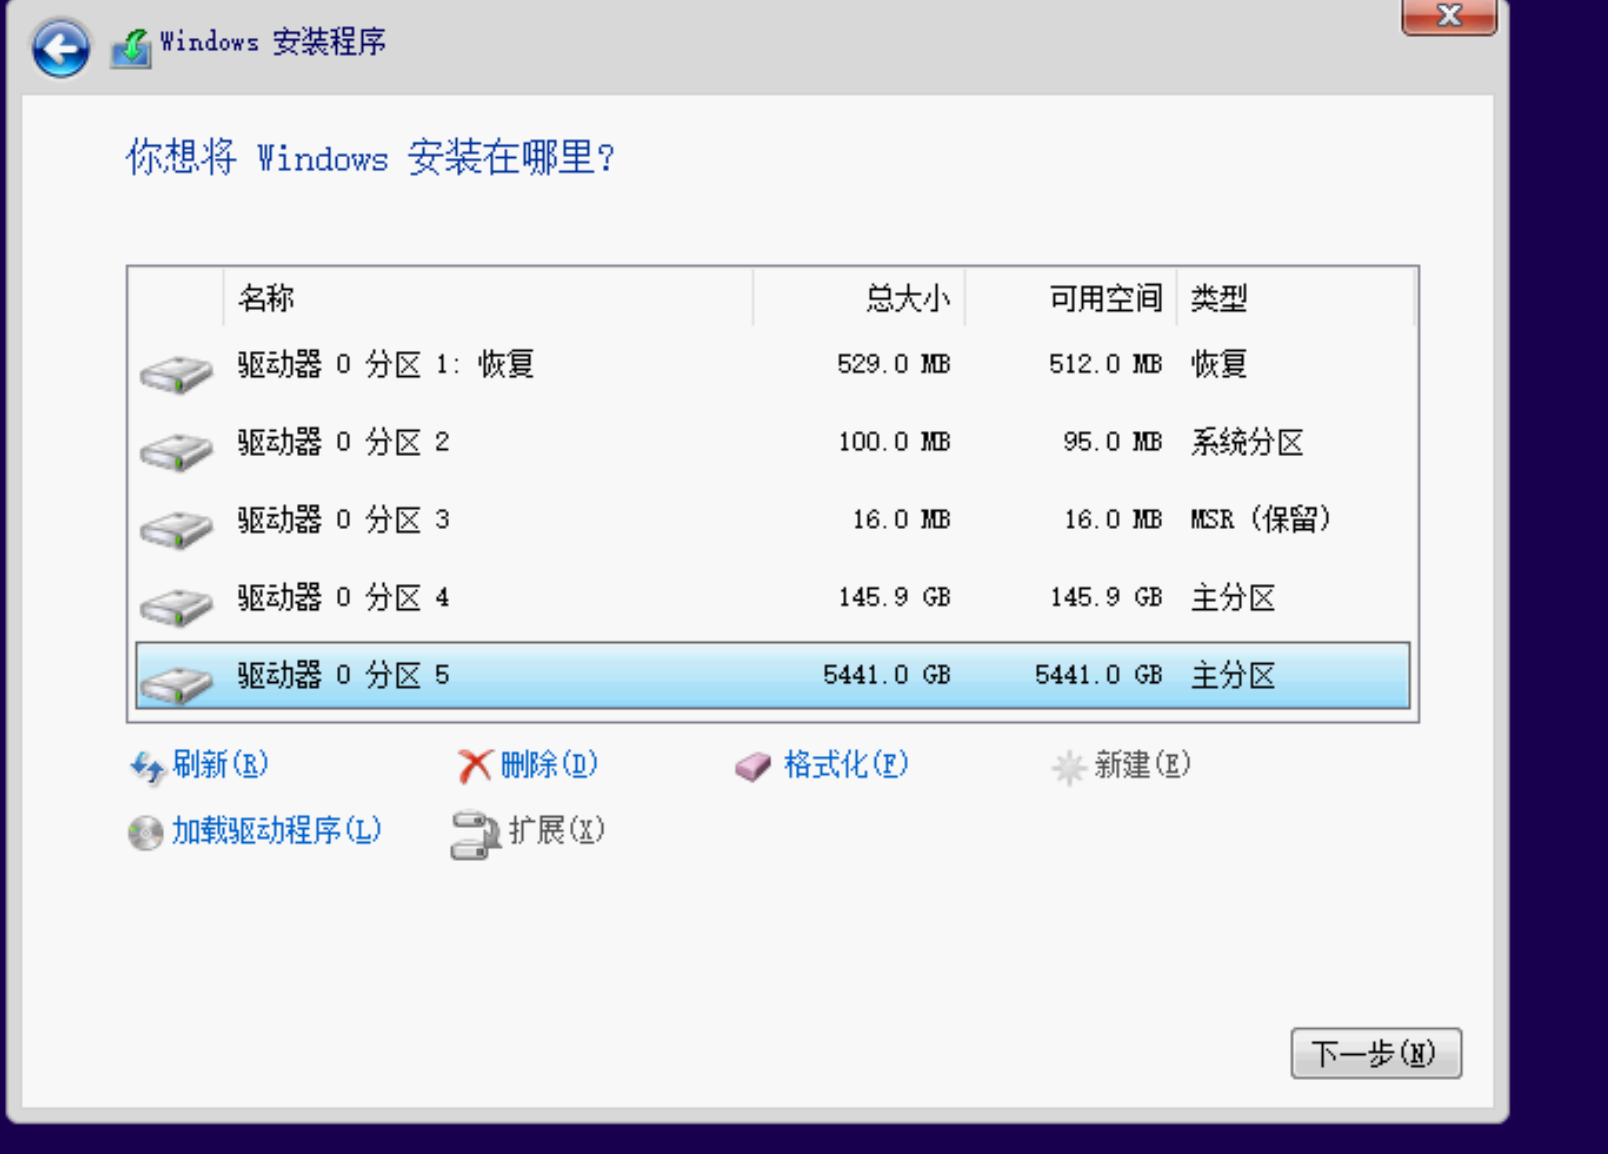 Windows 安装程序
你想将 Windows 安装在哪里?
名称 总大小 可用空间 类型
驱动器 0 分区 1: 恢复 529.0 MB 512.0 MB 恢复
驱动器 0 分区 2 100.0 MB 95.0 MB 系统分区
驱动器 0 分区 3 16.0 MB 16.0 MB MSR (保留)
驱动器 0 分区 4 145.9 GB 145.9 GB 主分区
驱动器 0 分区 5 5441.0 GB 5441.0 GB 主分区
刷新(R) 删除(D) 格式化(F) 新建(E)
加载驱动程序(L) 扩展(X)
下一步(N)